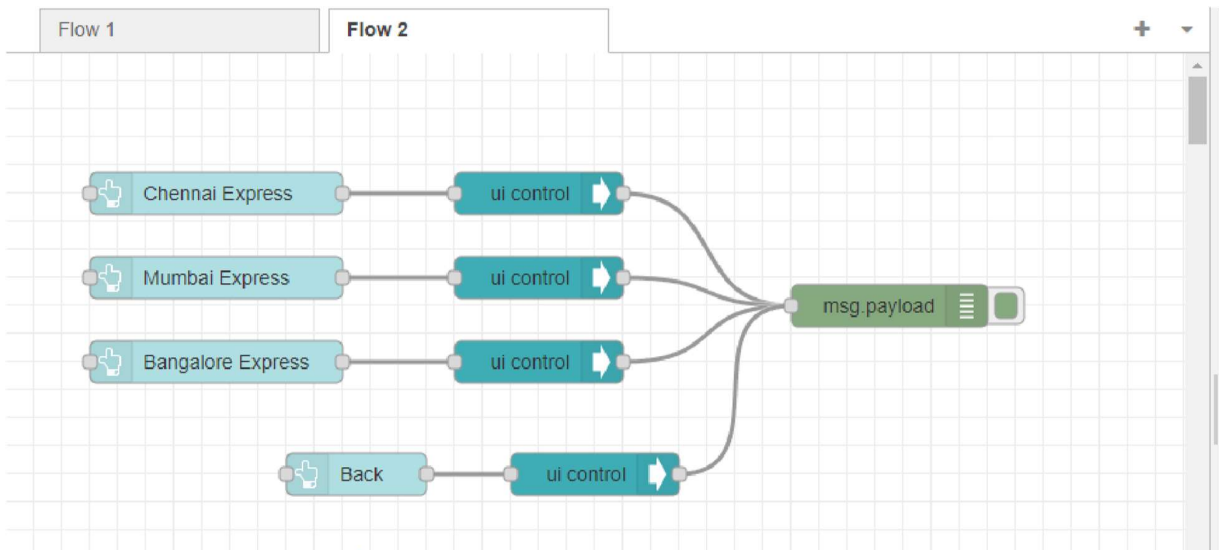 Flow 1
Flow 2
Chennai Express
ui control
Mumbai Express
ui control
msg.payload
Bangalore Express
ui control
Back
ui control